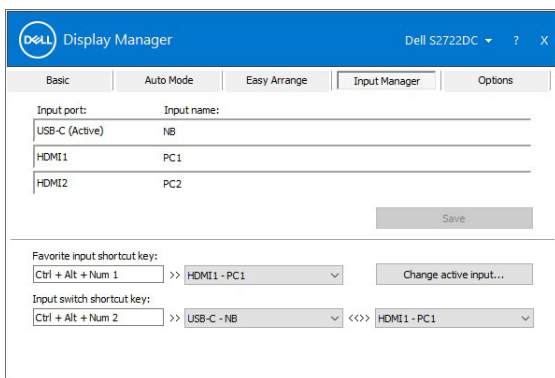 DELL Display Manager Dell S2722DC ? X
Basic Auto Mode Easy Arrange Input Manager Options
Input port: Input name:
USB-C (Active) NB
HDMI1 PC1
HDMI2 PC2
Save
Favorite input shortcut key:
Ctrl + Alt + Num 1 >> HDMI1 - PC1 Change active input...
Input switch shortcut key:
Ctrl + Alt + Num 2 >> USB-C - NB <<>> HDMI1 - PC1